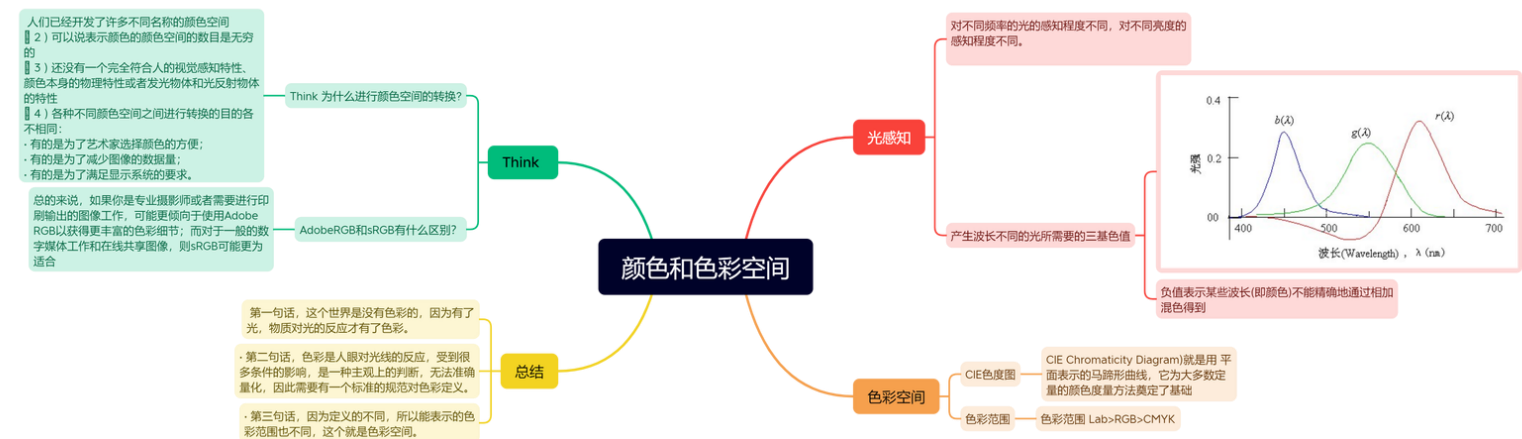 颜色和色彩空间
Think
Think 为什么进行颜色空间的转换?
人们已经开发了许多不同名称的颜色空间
2 ) 可以说表示颜色的颜色空间的数目是无穷
的
3 ) 还没有一个完全符合人的视觉感知特性、
颜色本身的物理特性或者发光物体和光反射物体
的特性
4 ) 各种不同颜色空间之间进行转换的目的各
不相同:
· 有的是为了艺术家选择颜色的方便;
· 有的是为了减少图像的数据量;
· 有的是为了满足显示系统的要求。
AdobeRGB和sRGB有什么区别?
总的来说，如果你是专业摄影师或者需要进行印
刷输出的图像工作，可能更倾向于使用Adobe
RGB以获得更丰富的色彩细节；而对于一般的数
字媒体工作和在线共享图像，则sRGB可能更为
适合
总结
第一句话，这个世界是没有色彩的，因为有了
光，物质对光的反应才有了色彩。
· 第二句话，色彩是人眼对光线的反应，受到很
多条件的影响，是一种主观上的判断，无法准确
量化，因此需要有一个标准的规范对色彩定义。
· 第三句话，因为定义的不同，所以能表示的色
彩范围也不同，这个就是色彩空间。
光感知
对不同频率的光的感知程度不同，对不同亮度的
感知程度不同。
产生波长不同的光所需要的三基色值
0.4
0.2
00
光强
b(λ)
g(λ)
r(λ)
400 500 600 700
波长(Wavelength) ，λ (nm)
负值表示某些波长(即颜色)不能精确地通过相加
混色得到
色彩空间
CIE色度图
CIE Chromaticity Diagram)就是用 平
面表示的马蹄形曲线，它为大多数定
量的颜色度量方法奠定了基础
色彩范围
色彩范围 Lab>RGB>CMYK